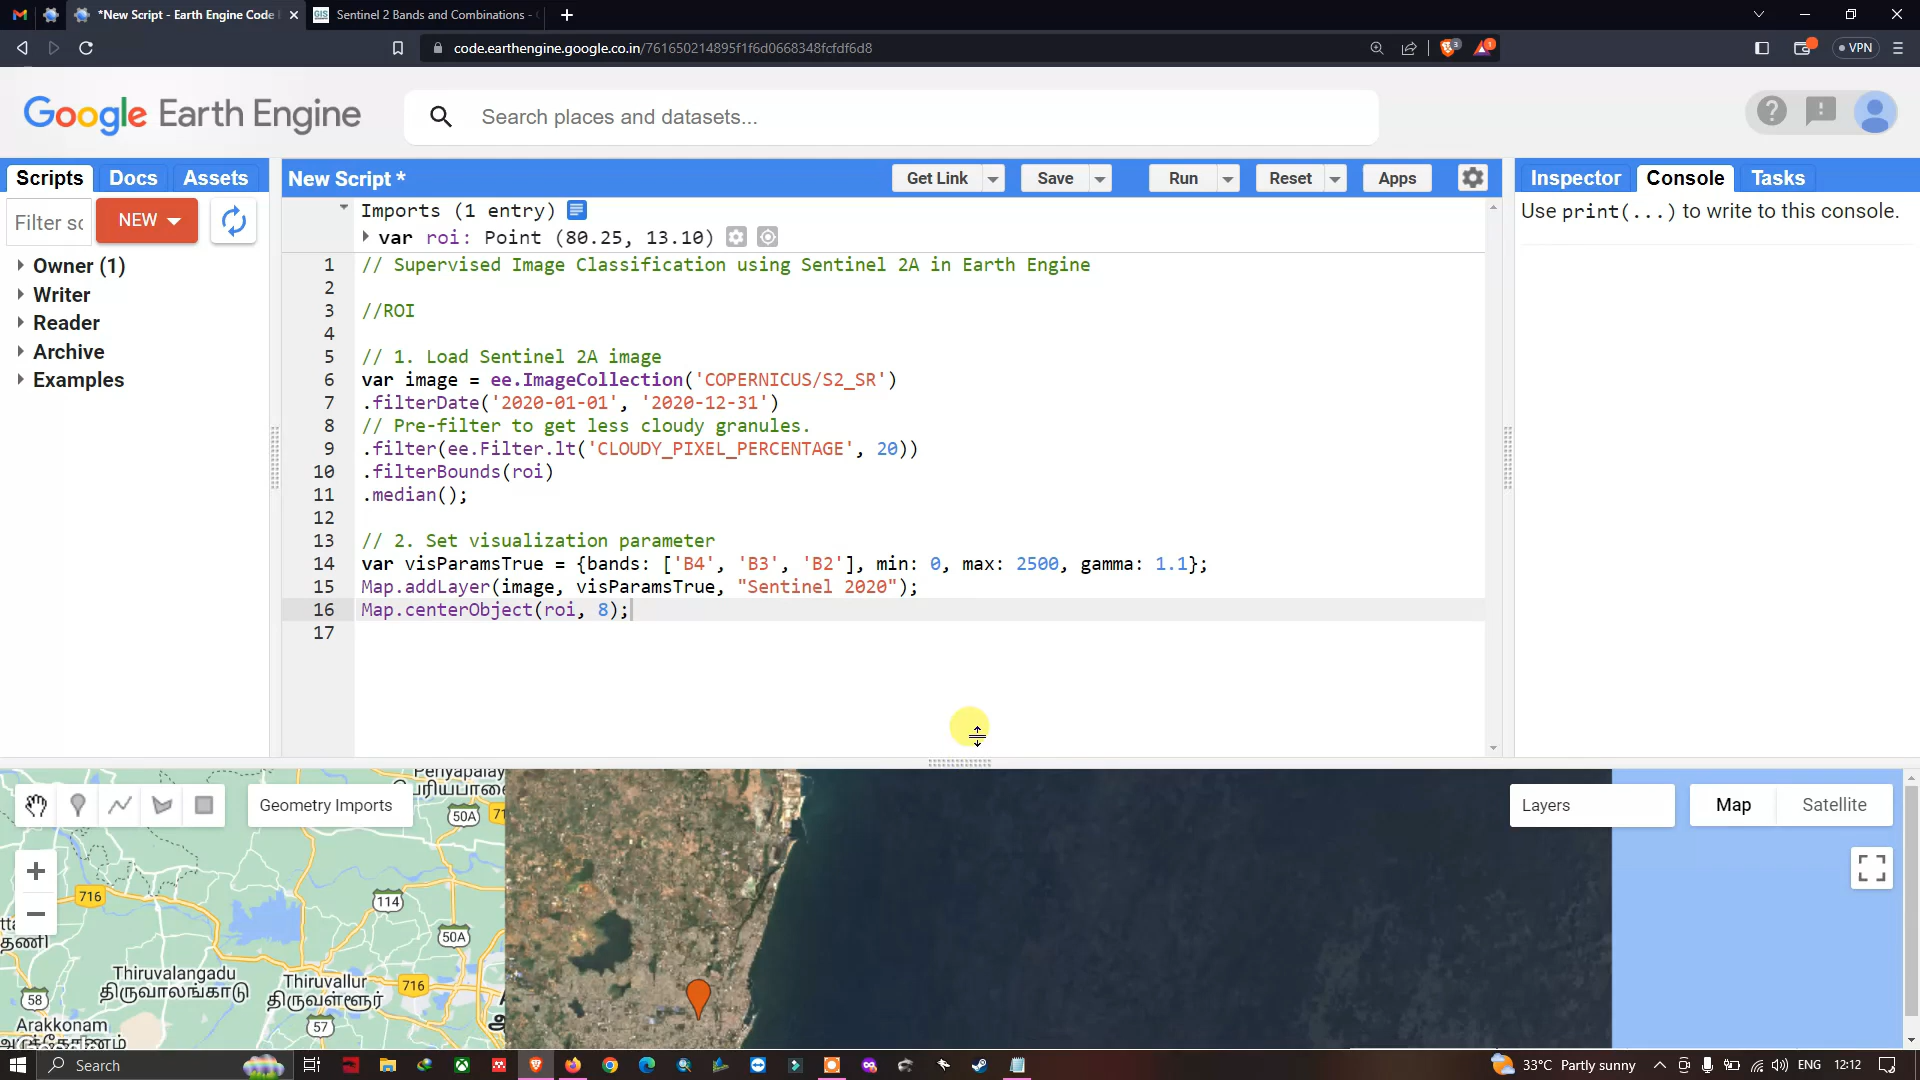 *New Script - Earth Engine Code
Sentinel 2 Bands and Combinations -
code.earthengine.google.co.in/761650214895f1f6d0668348fcfdf6d8
3
1
VPN
Google Earth Engine
Search places and datasets...
Scripts
Docs
Assets
New Script *
Get Link
Save
Run
Reset
Apps
Inspector
Console
Tasks
Filter sc
NEW
Owner (1)
Writer
Reader
Archive
Examples
Imports (1 entry)
var roi: Point (80.25, 13.10)
1 // Supervised Image Classification using Sentinel 2A in Earth Engine
2
3 //ROI
4
5 // 1. Load Sentinel 2A image
6 var image = ee.ImageCollection('COPERNICUS/S2_SR')
7 .filterDate('2020-01-01', '2020-12-31')
8 // Pre-filter to get less cloudy granules.
9 .filter(ee.Filter.lt('CLOUDY_PIXEL_PERCENTAGE', 20))
10 .filterBounds(roi)
11 .median();
12
13 // 2. Set visualization parameter
14 var visParamsTrue = {bands: ['B4', 'B3', 'B2'], min: 0, max: 2500, gamma: 1.1};
15 Map.addLayer(image, visParamsTrue, "Sentinel 2020");
16 Map.centerObject(roi, 8);
17
Use print(...) to write to this console.
Geometry Imports
Layers
Map
Satellite
+
−
Periyapalay
50A
716
114
50A
Thiruvalangadu
திருவாலங்காடு
Thiruvallur
திருவள்ளூர்
716
58
57
Arakkonam
Search
33°C Partly sunny
ENG
12:12